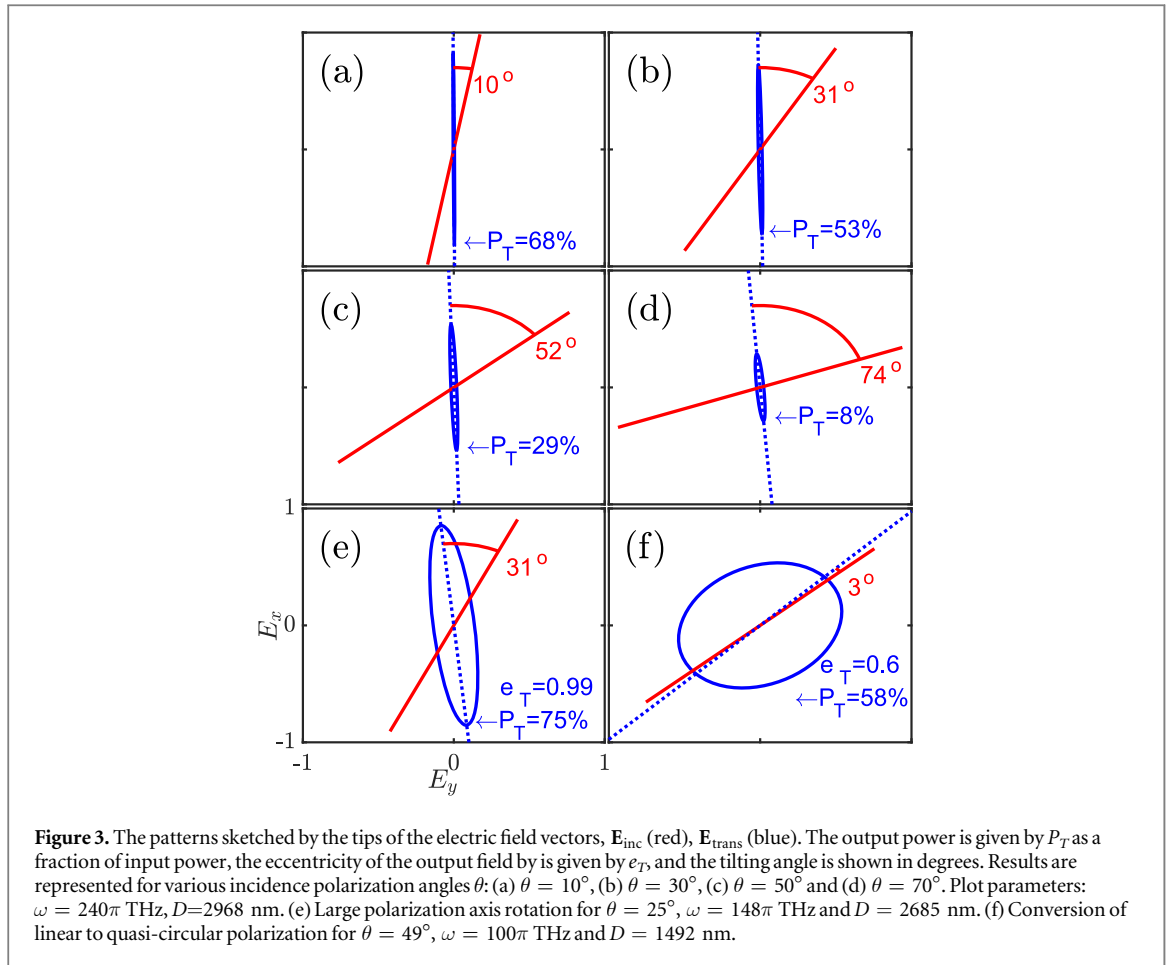 (a)
10°
←P_T=68%
(b)
31°
←P_T=53%
(c)
52°
←P_T=29%
(d)
74°
←P_T=8%
1
(e)
31°
e_T=0.99
←P_T=75%
E_x
0
-1
-1
0
1
E_y
(f)
3°
e_T=0.6
←P_T=58%
Figure 3. The patterns sketched by the tips of the electric field vectors, E_inc (red), E_trans (blue). The output power is given by P_T as a
fraction of input power, the eccentricity of the output field by is given by e_T, and the tilting angle is shown in degrees. Results are
represented for various incidence polarization angles θ: (a) θ = 10°, (b) θ = 30°, (c) θ = 50° and (d) θ = 70°. Plot parameters:
ω = 240π THz, D=2968 nm. (e) Large polarization axis rotation for θ = 25°, ω = 148π THz and D = 2685 nm. (f) Conversion of
linear to quasi-circular polarization for θ = 49°, ω = 100π THz and D = 1492 nm.